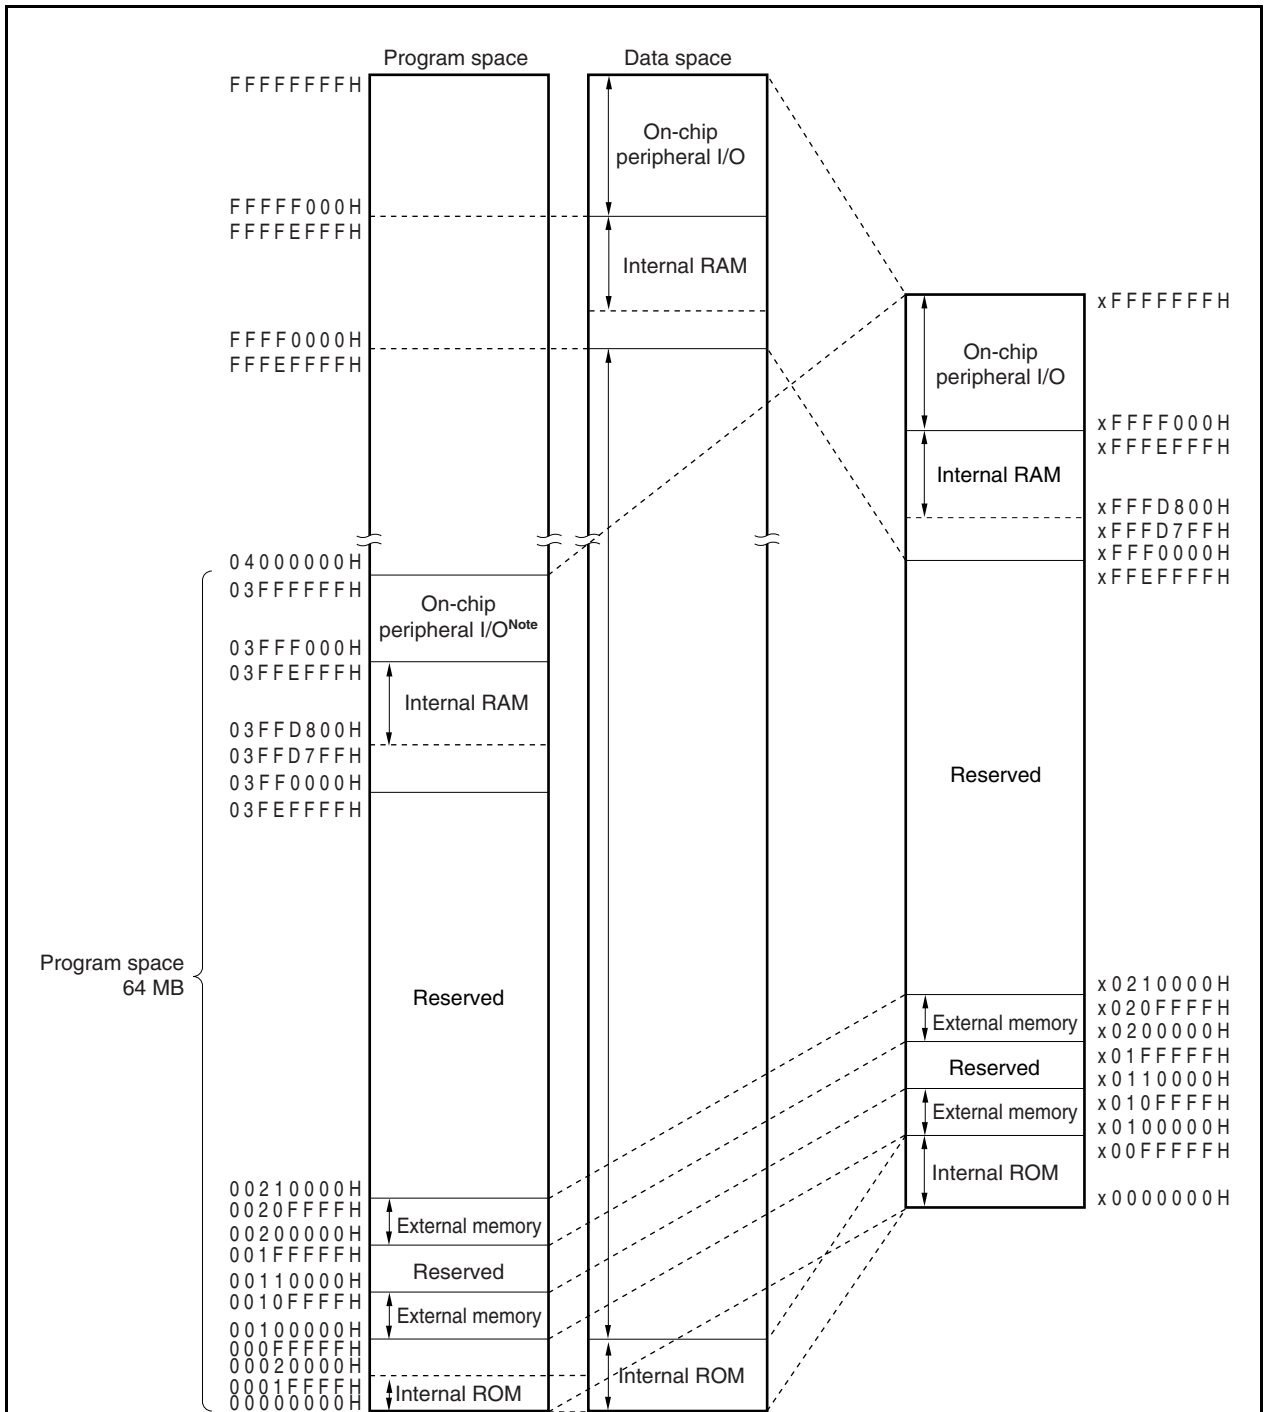 Program space
Data space
FFFFFFFFH
On-chip
peripheral I/O
FFFFF000H
FFFFEFFFH
Internal RAM
FFFF0000H
FFFEFFFFH
xFFFFFFFH
On-chip
peripheral I/O
xFFFF000H
xFFFEFFFH
Internal RAM
xFFFD800H
xFFFD7FFH
xFFF0000H
xFFEFFFFH
04000000H
03FFFFFFH
On-chip
peripheral I/ONote
03FFF000H
03FFEFFFH
Internal RAM
03FFD800H
03FFD7FFH
03FF0000H
03FEFFFFH
Reserved
Program space
64 MB
Reserved
x0210000H
x020FFFFH
External memory
x0200000H
x01FFFFFH
Reserved
x0110000H
x010FFFFH
External memory
x0100000H
x00FFFFFH
Internal ROM
x0000000H
00210000H
0020FFFFH
External memory
00200000H
001FFFFFH
Reserved
00110000H
0010FFFFH
External memory
00100000H
000FFFFFH
00020000H
0001FFFFH
Internal ROM
00000000H
Internal ROM